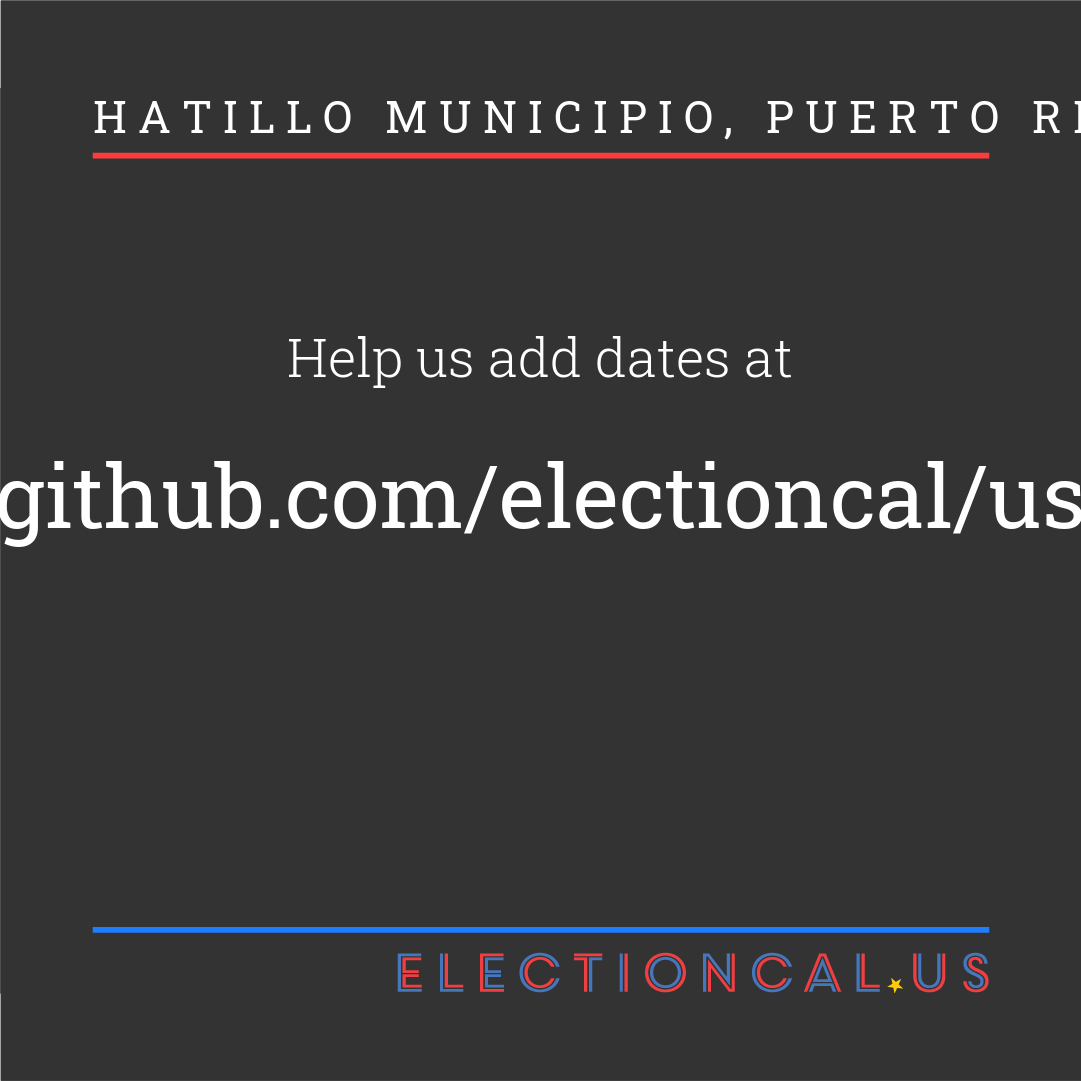 HATILLO MUNICIPIO, PUERTO
Help us add dates at
github.com/electioncal/us
ELECTIONCAL.US